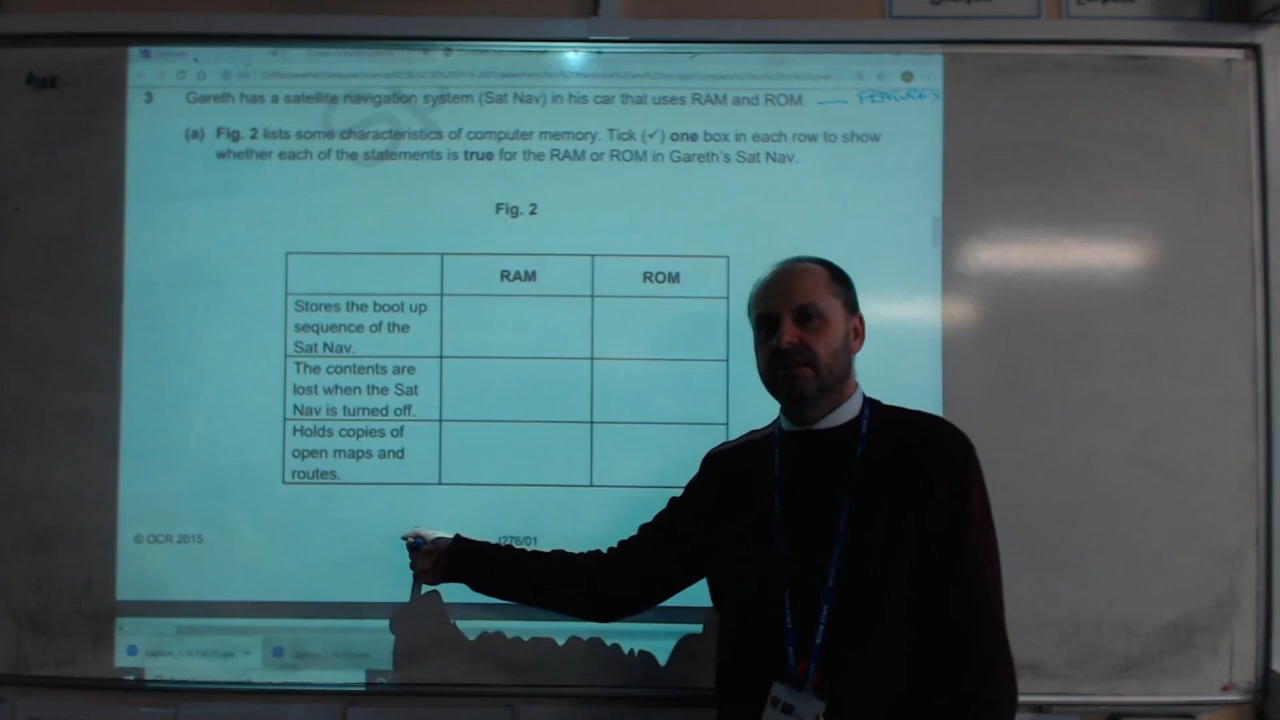 3 Gareth has a satellite navigation system (Sat Nav) in his car that uses RAM and ROM. — FEATURES
(a) Fig. 2 lists some characteristics of computer memory. Tick (✓) one box in each row to show
whether each of the statements is true for the RAM or ROM in Gareth's Sat Nav.
Fig. 2
RAM ROM
Stores the boot up
sequence of the
Sat Nav.
The contents are
lost when the Sat
Nav is turned off.
Holds copies of
open maps and
routes.
© OCR 2015
J276/01